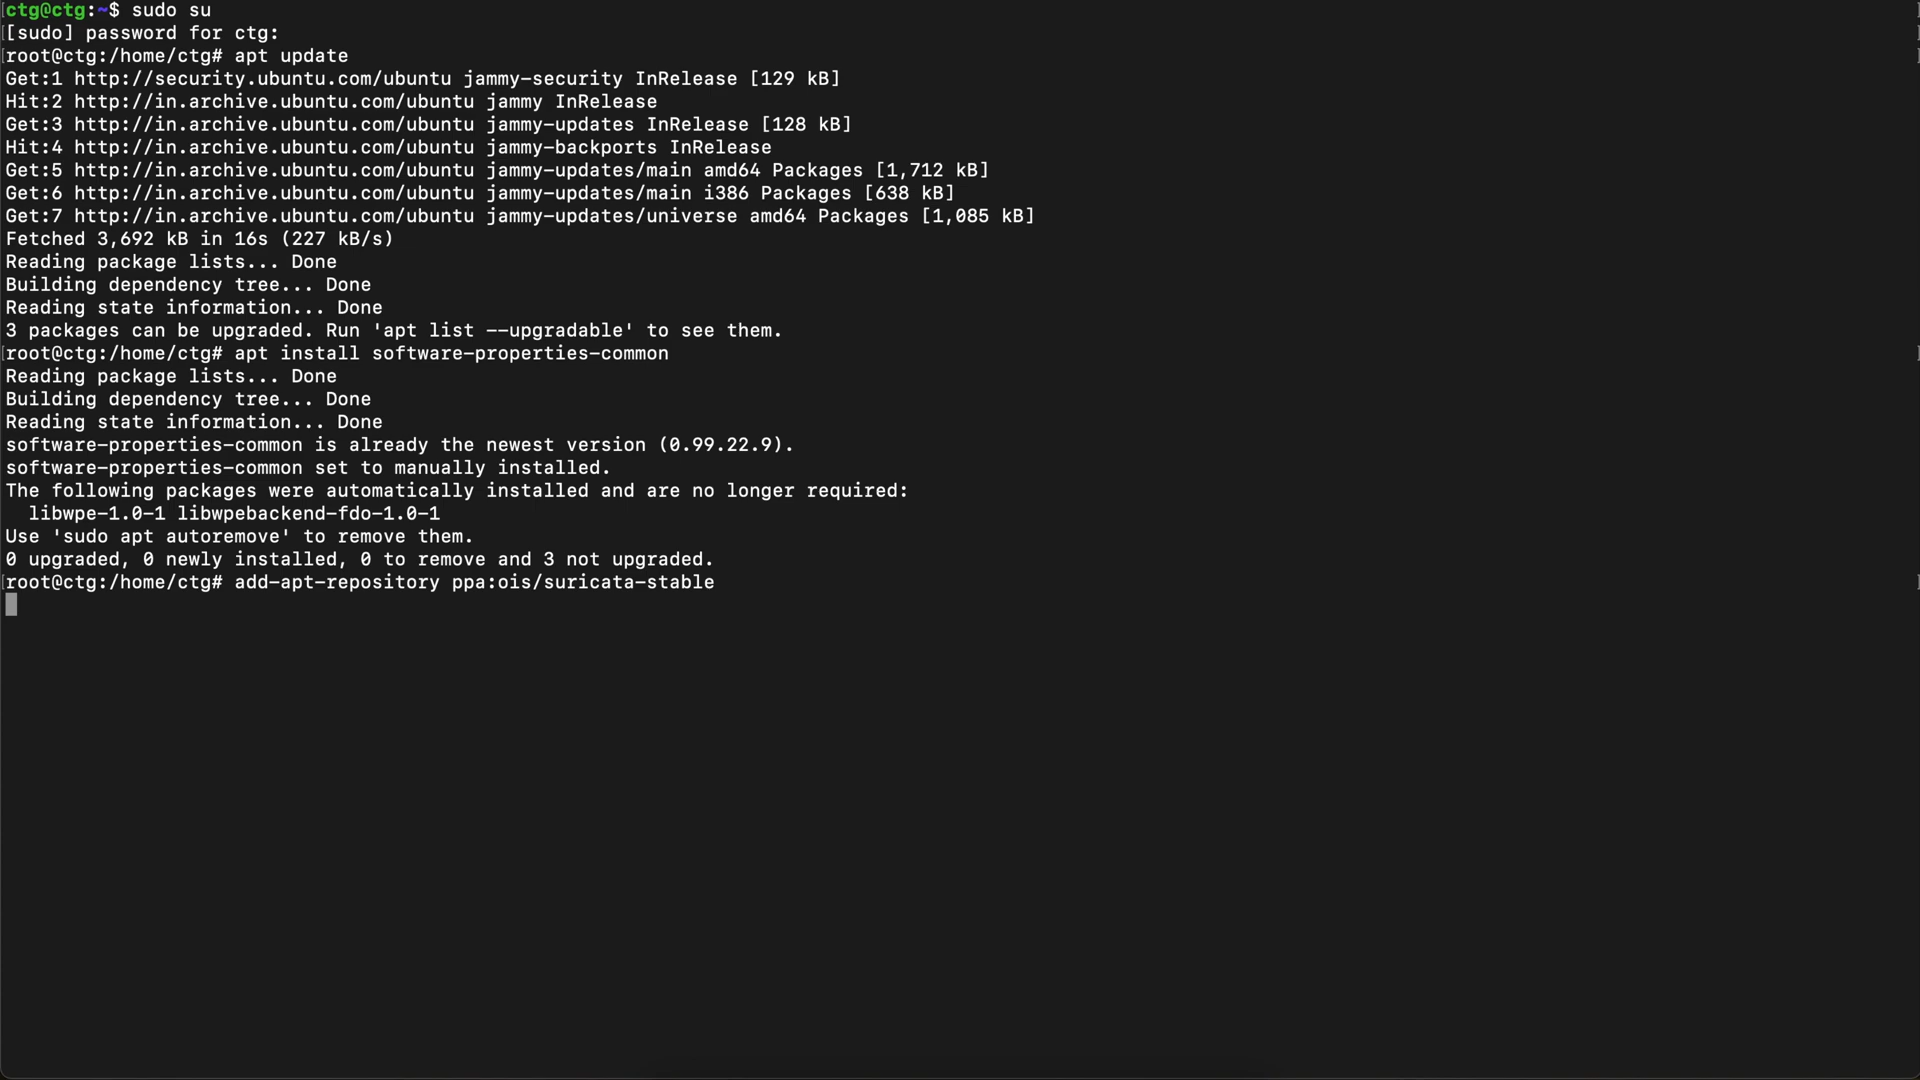 [ctg@ctg:~$ sudo su ]
[[sudo] password for ctg: ]
[root@ctg:/home/ctg# apt update ]
Get:1 http://security.ubuntu.com/ubuntu jammy-security InRelease [129 kB]
Hit:2 http://in.archive.ubuntu.com/ubuntu jammy InRelease
Get:3 http://in.archive.ubuntu.com/ubuntu jammy-updates InRelease [128 kB]
Hit:4 http://in.archive.ubuntu.com/ubuntu jammy-backports InRelease
Get:5 http://in.archive.ubuntu.com/ubuntu jammy-updates/main amd64 Packages [1,712 kB]
Get:6 http://in.archive.ubuntu.com/ubuntu jammy-updates/main i386 Packages [638 kB]
Get:7 http://in.archive.ubuntu.com/ubuntu jammy-updates/universe amd64 Packages [1,085 kB]
Fetched 3,692 kB in 16s (227 kB/s)
Reading package lists... Done
Building dependency tree... Done
Reading state information... Done
3 packages can be upgraded. Run 'apt list --upgradable' to see them.
[root@ctg:/home/ctg# apt install software-properties-common ]
Reading package lists... Done
Building dependency tree... Done
Reading state information... Done
software-properties-common is already the newest version (0.99.22.9).
software-properties-common set to manually installed.
The following packages were automatically installed and are no longer required:
  libwpe-1.0-1 libwpebackend-fdo-1.0-1
Use 'sudo apt autoremove' to remove them.
0 upgraded, 0 newly installed, 0 to remove and 3 not upgraded.
[root@ctg:/home/ctg# add-apt-repository ppa:ois/suricata-stable ]